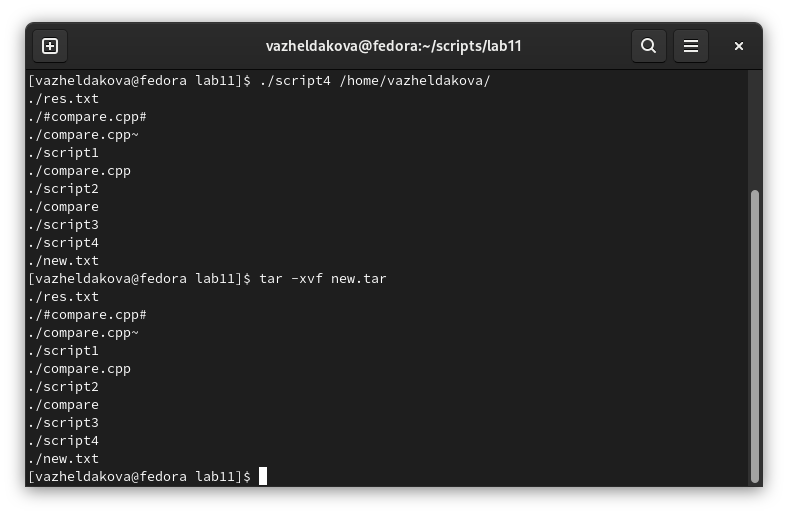 vazheldakova@fedora:~/scripts/lab11
[vazheldakova@fedora lab11]$ ./script4 /home/vazheldakova/
./res.txt
./#compare.cpp#
./compare.cpp~
./script1
./compare.cpp
./script2
./compare
./script3
./script4
./new.txt
[vazheldakova@fedora lab11]$ tar -xvf new.tar
./res.txt
./#compare.cpp#
./compare.cpp~
./script1
./compare.cpp
./script2
./compare
./script3
./script4
./new.txt
[vazheldakova@fedora lab11]$